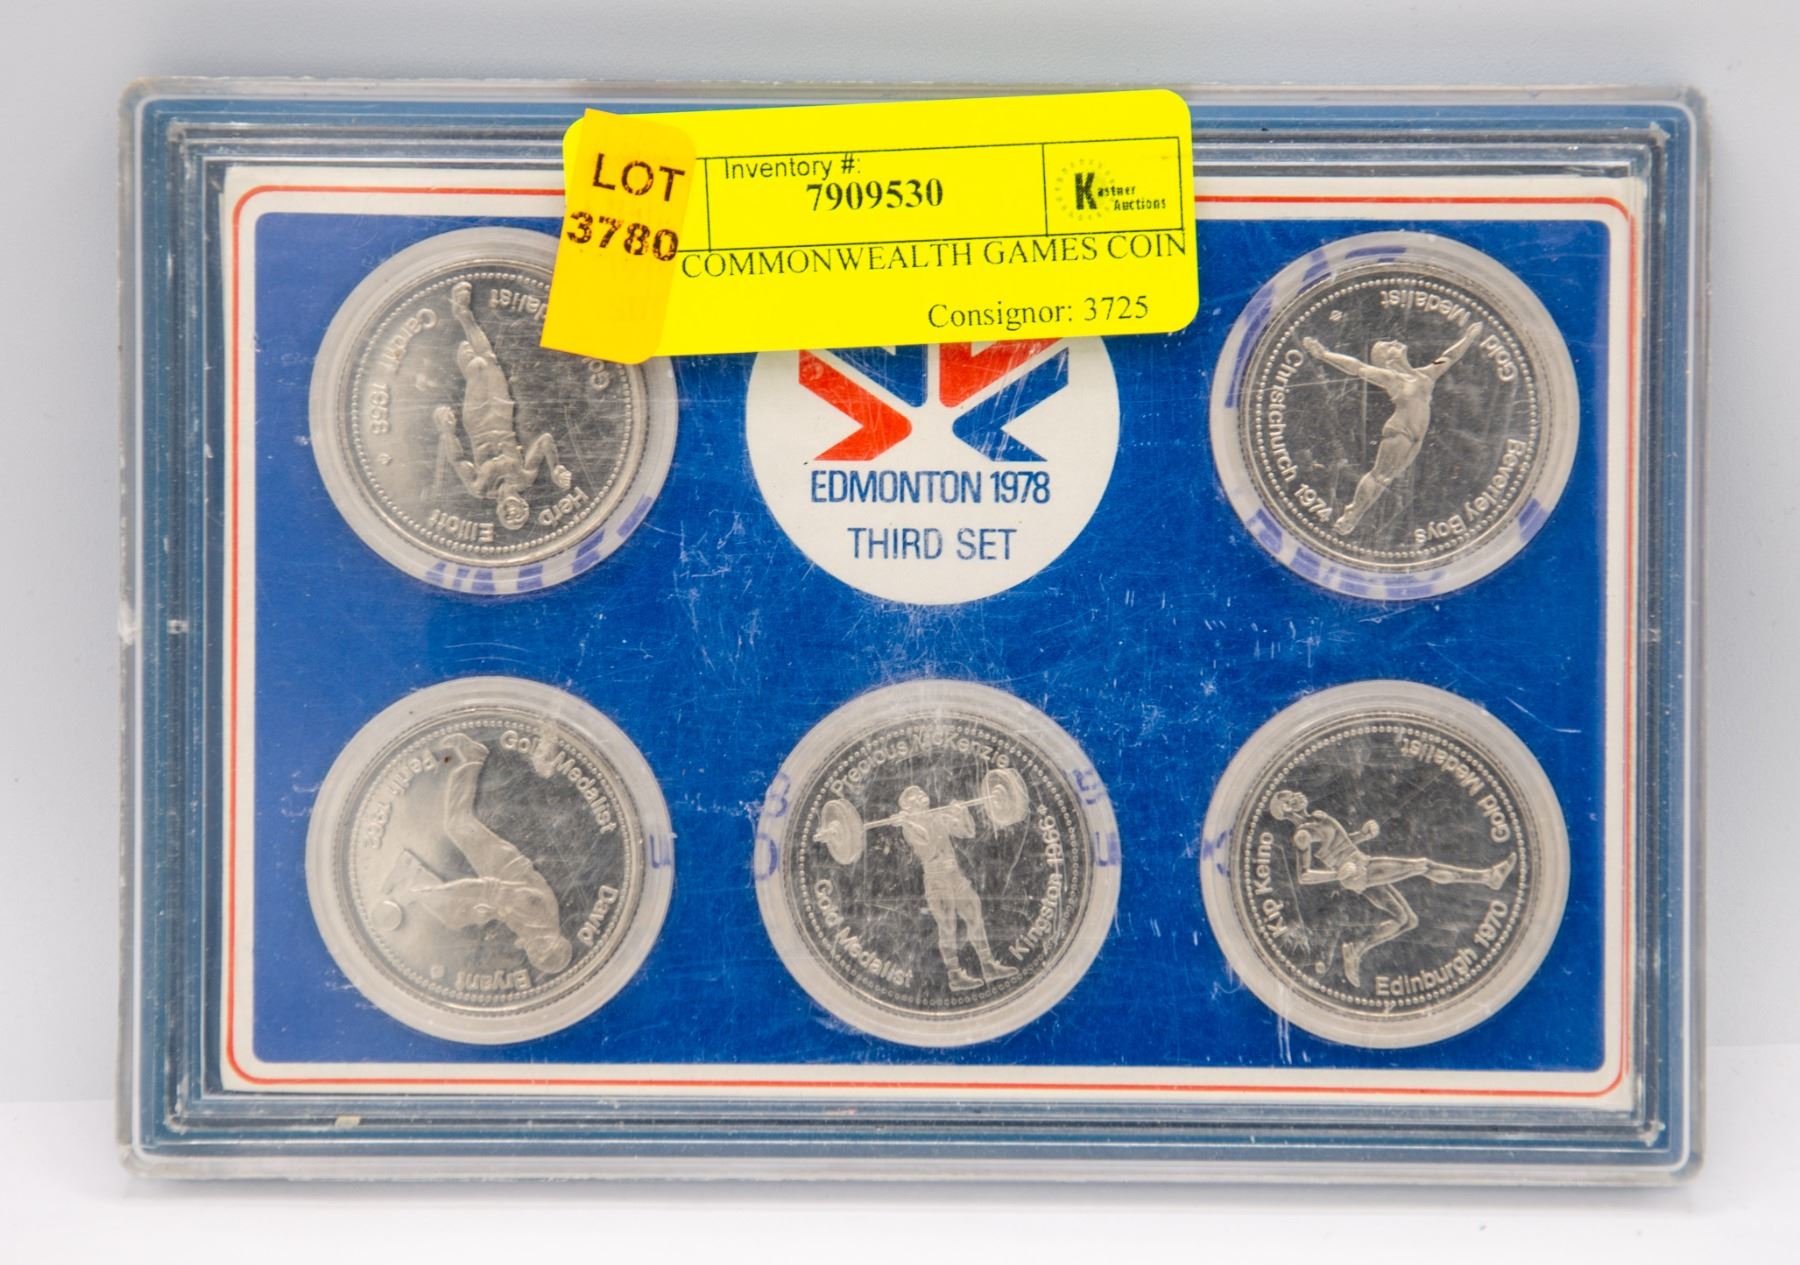 LOT
3780
Inventory #:
7909530
Kastner
Auctions
COMMONWEALTH GAMES COIN
Consignor: 3725
EDMONTON 1978
THIRD SET
Herb
Elliott
Cardiff 1958
Gold Medalist
Beverley Boys
Christchurch 1974
Gold Medalist
David
Bryant
Perth 1962
Precious McKenzie
Gold Medalist
Kingston 1966
Kip Keino
Gold Medalist
Edinburgh 1970